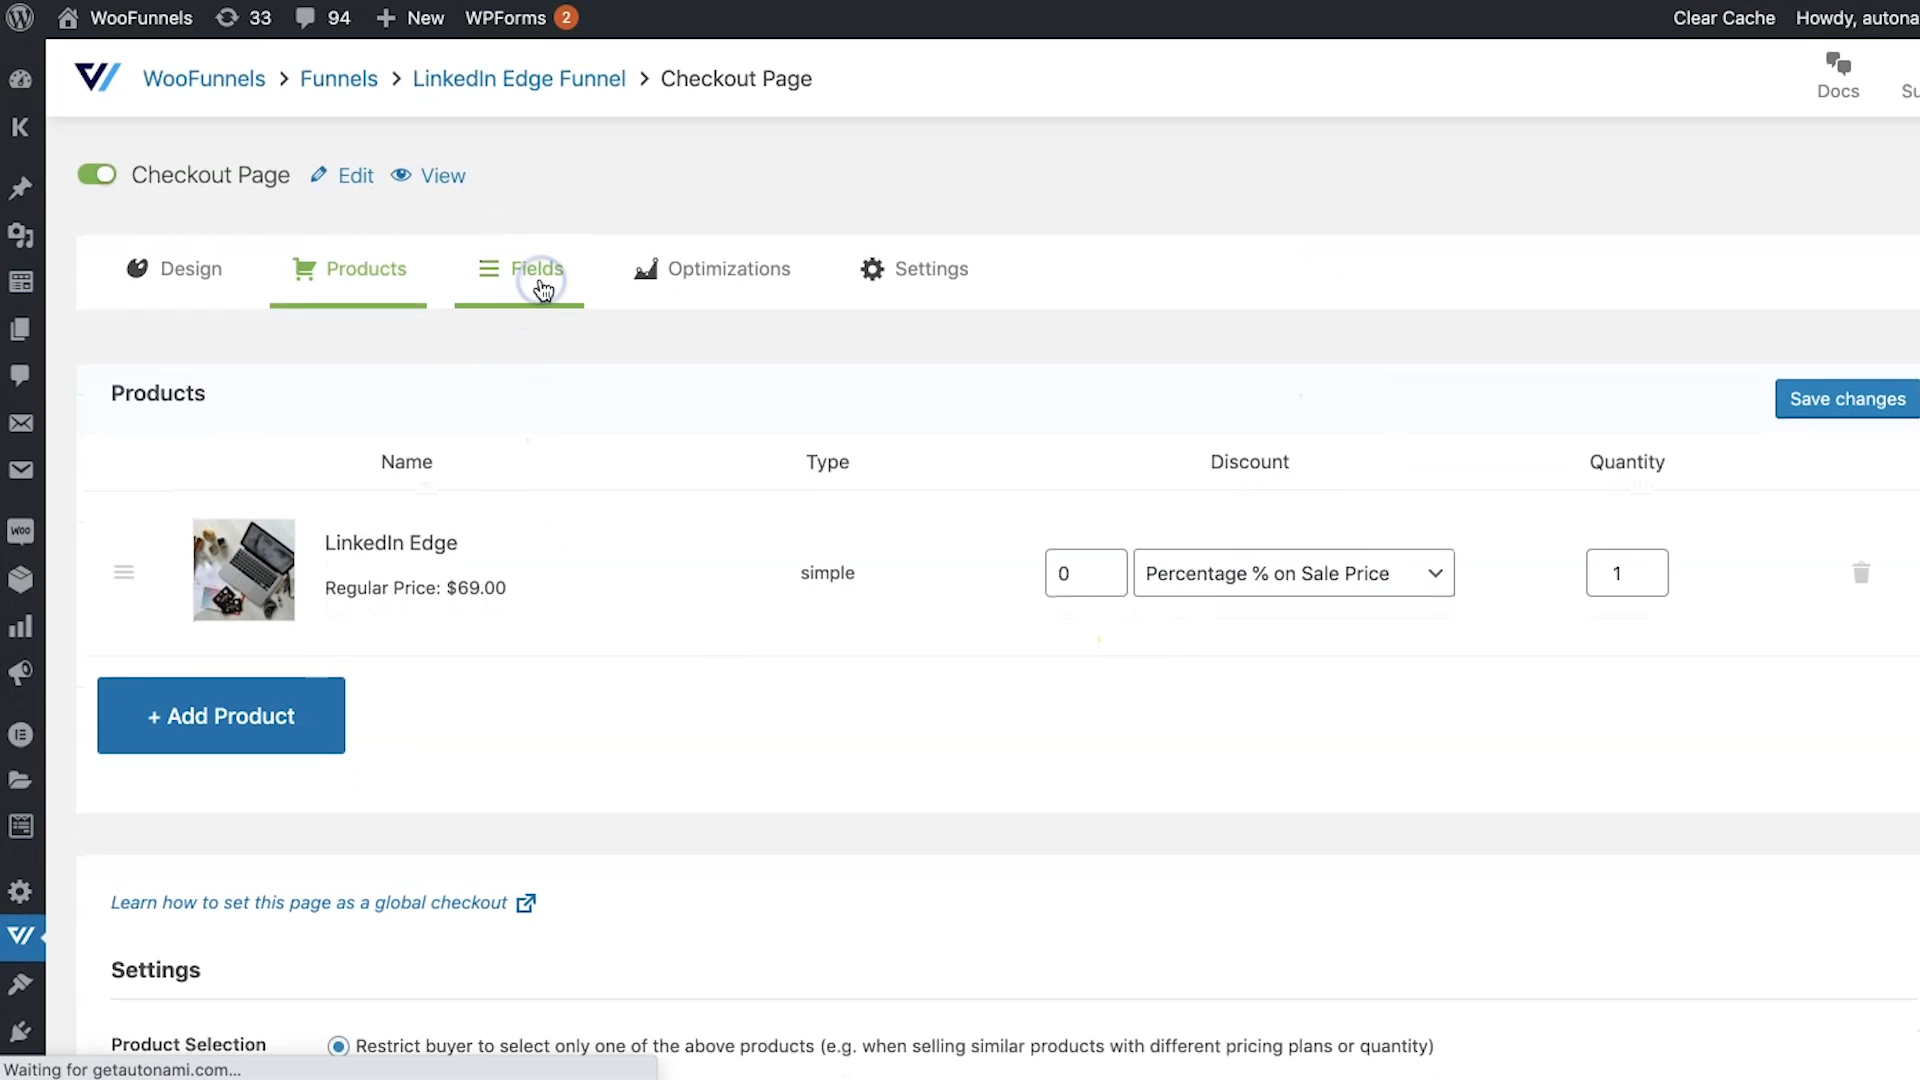 WooFunnels 33 94 New WPForms 2 Clear Cache Howdy, autona
WooFunnels > Funnels > LinkedIn Edge Funnel > Checkout Page
Docs Su
Checkout Page Edit View
Design Products Fields Optimizations Settings
Products
Save changes
Name Type Discount Quantity
LinkedIn Edge
Regular Price: $69.00
simple
0 Percentage % on Sale Price
1
+ Add Product
Learn how to set this page as a global checkout
Settings
Product Selection Restrict buyer to select only one of the above products (e.g. when selling similar products with different pricing plans or quantity)
Waiting for getautonami.com...
K
WOO